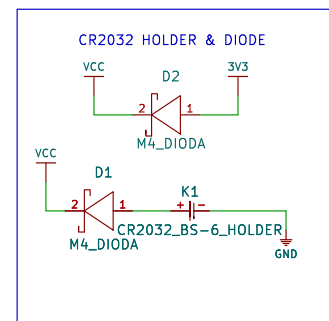 CR2032 HOLDER & DIODE
VCC
D2
3V3
2
1
M4_DIODA
VCC
D1
K1
2
1
+
-
M4_DIODA
CR2032_BS-6_HOLDER
GND